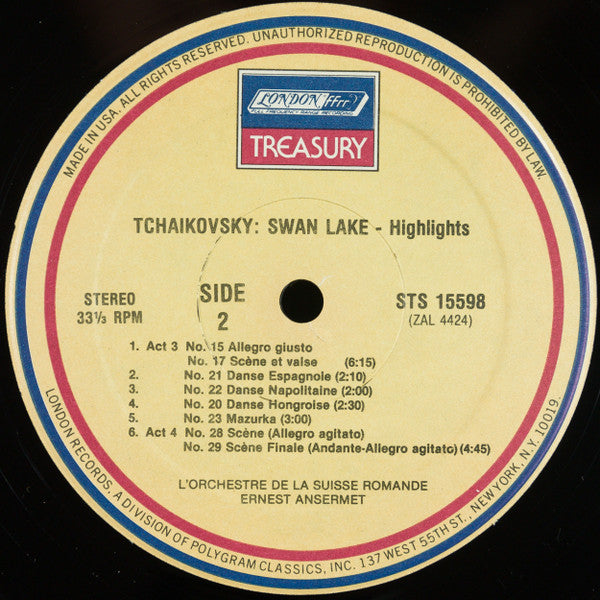 MADE IN USA. ALL RIGHTS RESERVED. UNAUTHORIZED REPRODUCTION IS PROHIBITED BY LAW.
LONDON ffrr
FULL FREQUENCY RANGE RECORDING
TREASURY
TCHAIKOVSKY: SWAN LAKE - Highlights
STEREO
33⅓ RPM
SIDE
2
STS 15598
(ZAL 4424)
1. Act 3 No. 15 Allegro giusto
No. 17 Scène et valse (6:15)
2. No. 21 Danse Espagnole (2:10)
3. No. 22 Danse Napolitaine (2:00)
4. No. 20 Danse Hongroise (2:30)
5. No. 23 Mazurka (3:00)
6. Act 4 No. 28 Scène (Allegro agitato)
No. 29 Scène Finale (Andante-Allegro agitato) (4:45)
L'ORCHESTRE DE LA SUISSE ROMANDE
ERNEST ANSERMET
LONDON RECORDS, A DIVISION OF POLYGRAM CLASSICS, INC. 137 WEST 55TH ST., NEW YORK, N.Y. 10019.